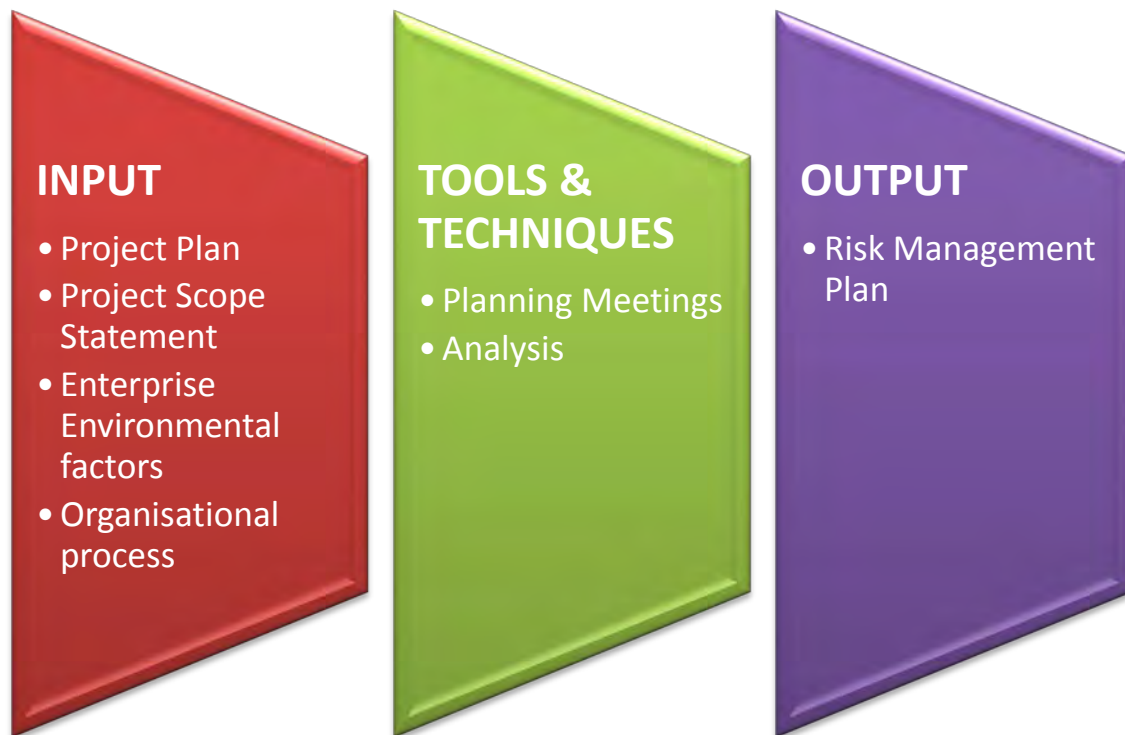 INPUT
• Project Plan
• Project Scope
Statement
• Enterprise
Environmental
factors
• Organisational
process
TOOLS &
TECHNIQUES
• Planning Meetings
• Analysis
OUTPUT
• Risk Management
Plan